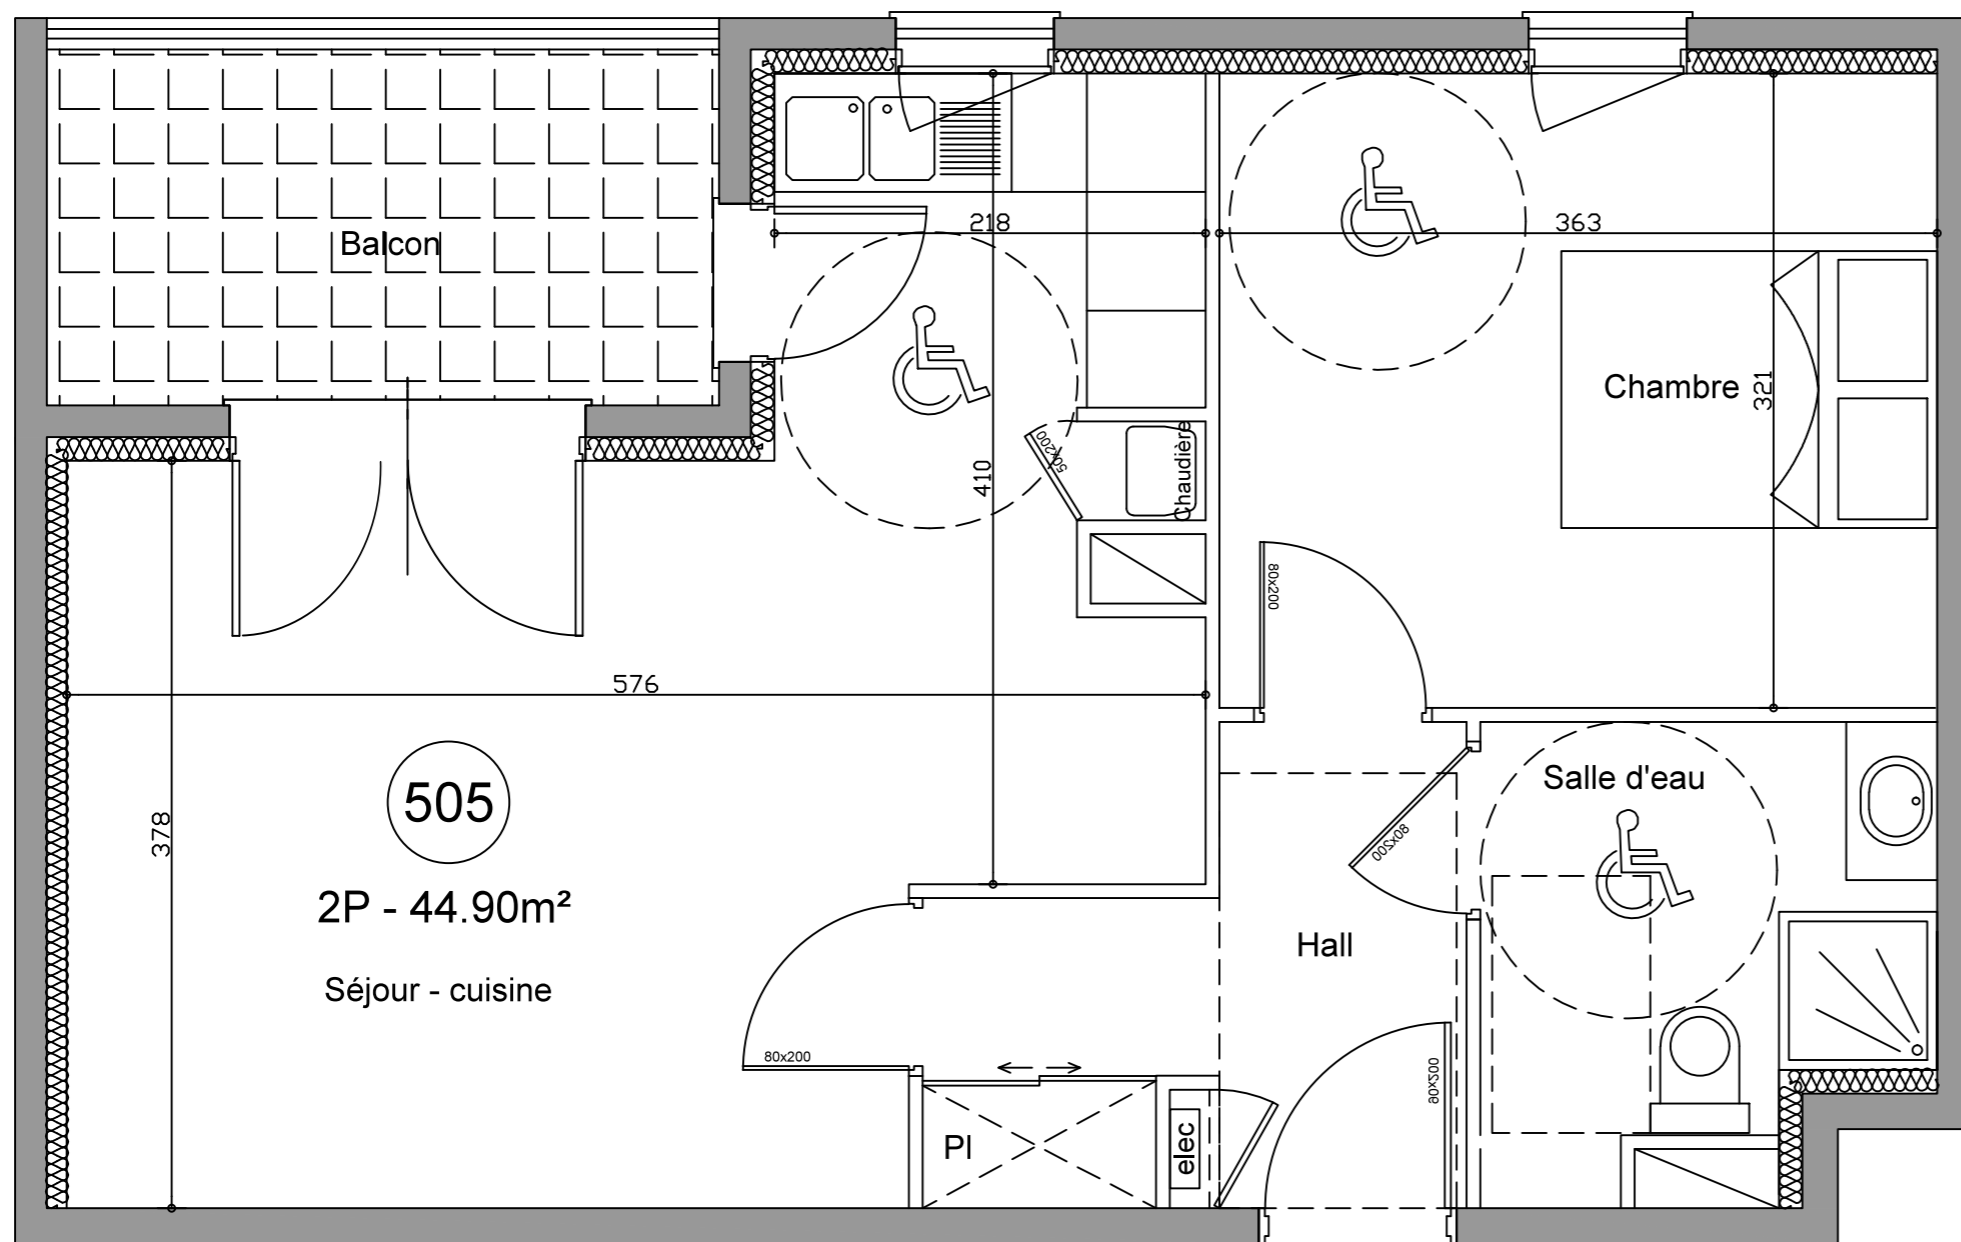 Balcon
218
363
Chambre
321
50x200
Chaudière
410
80x200
576
505
2P - 44.90m²
Séjour - cuisine
378
Salle d'eau
80x200
Hall
80x200
90x200
Pl
elec